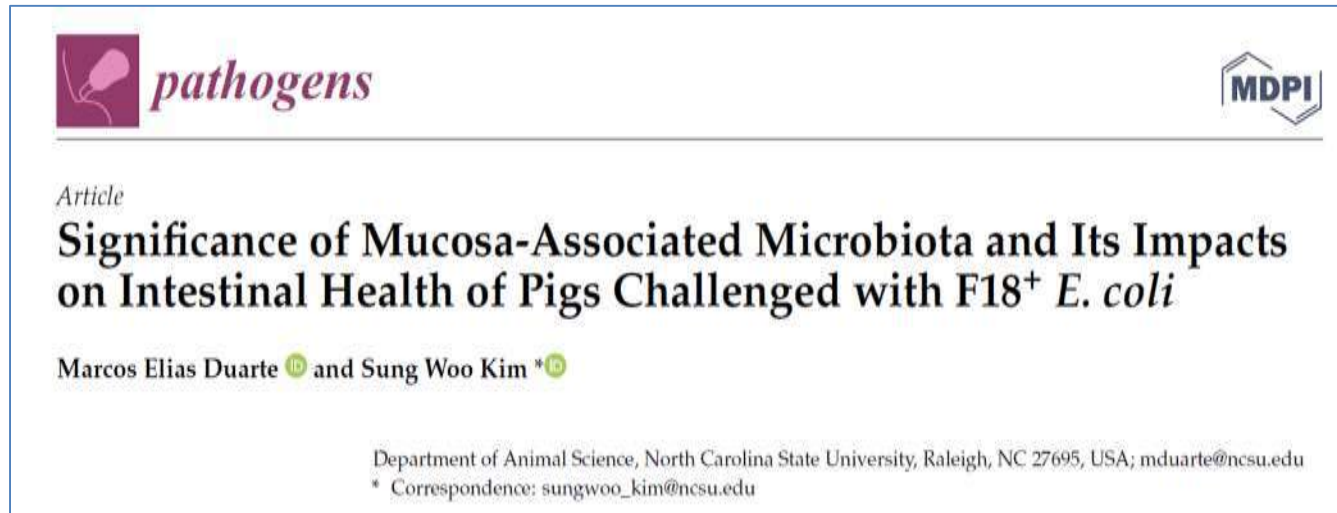 pathogens
MDPI
Article
Significance of Mucosa-Associated Microbiota and Its Impacts
on Intestinal Health of Pigs Challenged with F18⁺ E. coli
Marcos Elias Duarte iD and Sung Woo Kim * iD
Department of Animal Science, North Carolina State University, Raleigh, NC 27695, USA; mduarte@ncsu.edu
* Correspondence: sungwoo_kim@ncsu.edu